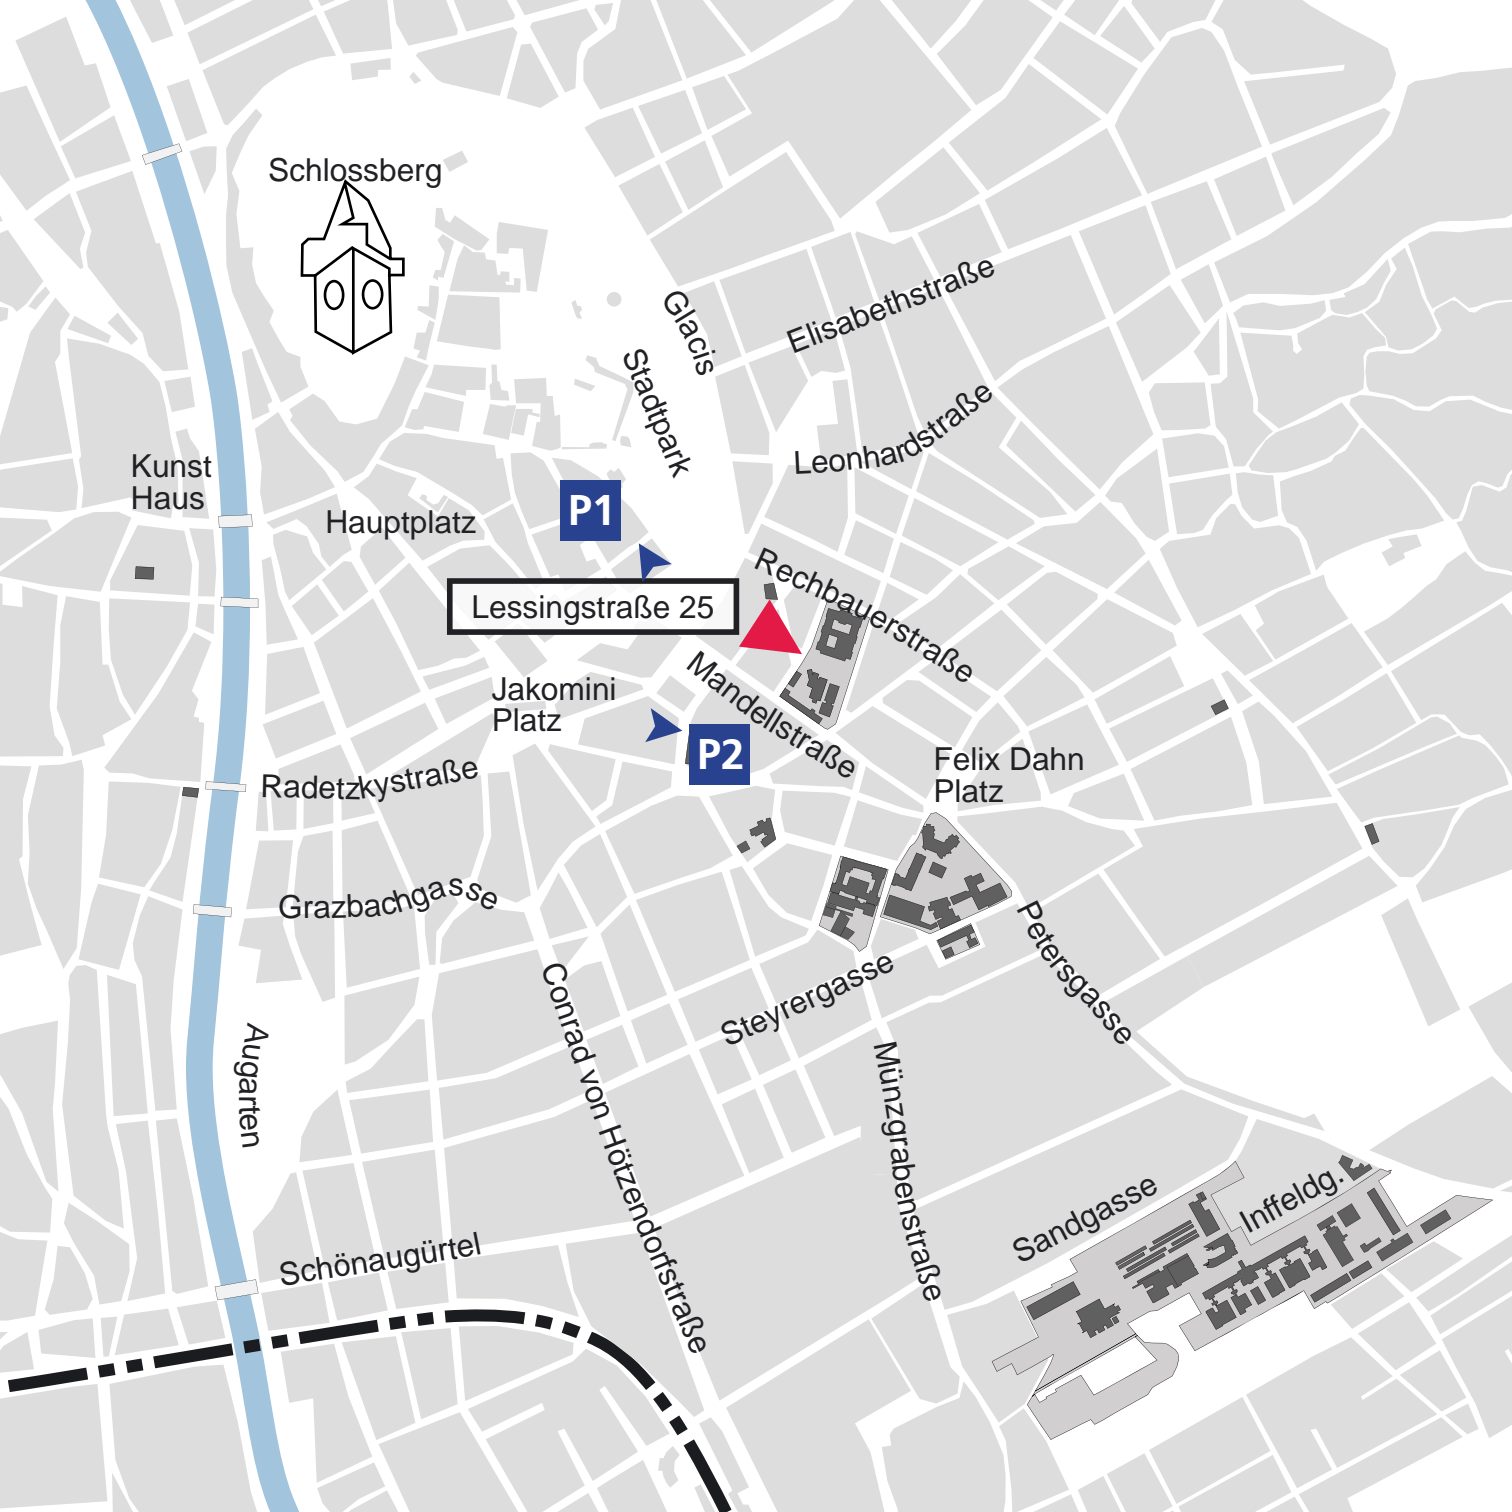 Schlossberg
Glacis
Elisabethstraße
Stadtpark
Leonhardstraße
Kunst
Haus
Hauptplatz
P1
Rechbauerstraße
Lessingstraße 25
Mandellstraße
Jakomini
Platz
P2
Felix Dahn
Platz
Radetzkystraße
Grazbachgasse
Petersgasse
Steyrergasse
Conrad von Hötzendorfstraße
Augarten
Münzgrabenstraße
Sandgasse
Inffeldg.
Schönaugürtel